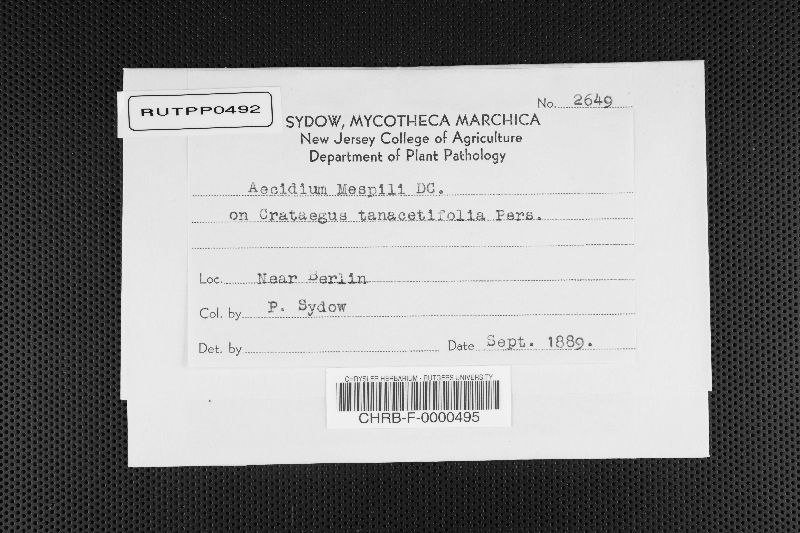 RUTPP0492
No. 2649
SYDOW, MYCOTHECA MARCHICA
New Jersey College of Agriculture
Department of Plant Pathology
Aecidium Mespili DC.
on Crataegus tanacetifolia Pers.
Loc. Near Berlin
Col. by P. Sydow
Det. by
Date Sept. 1889.
CHRYSLER HERBARIUM - RUTGERS UNIVERSITY
CHRB-F-0000495